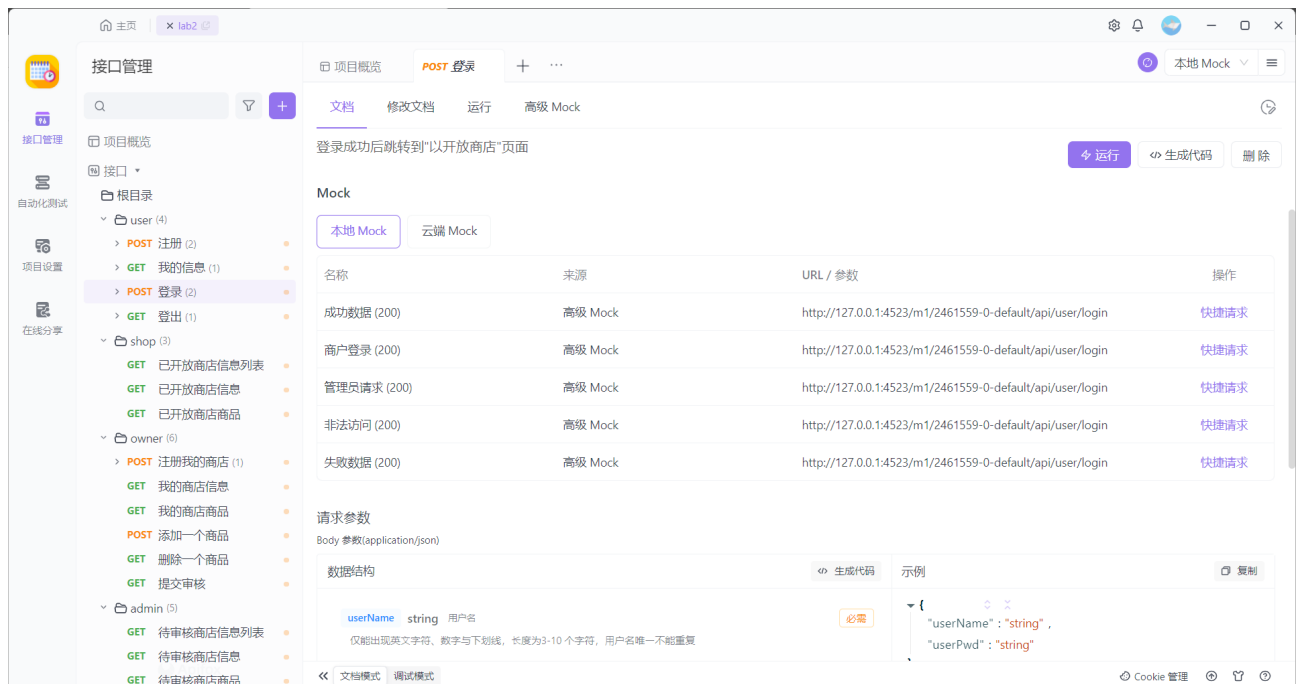 主页
lab2
接口管理
自动化测试
项目设置
在线分享
接口管理
项目概览
接口
根目录
user (4)
POST 注册 (2)
GET 我的信息 (1)
POST 登录 (2)
GET 登出 (1)
shop (3)
GET 已开放商店信息列表
GET 已开放商店信息
GET 已开放商店商品
owner (6)
POST 注册我的商店 (1)
GET 我的商店信息
GET 我的商店商品
POST 添加一个商品
GET 删除一个商品
GET 提交审核
admin (5)
GET 待审核商店信息列表
GET 待审核商店信息
GET 待审核商店商品
项目概览
POST 登录
本地 Mock
文档 修改文档 运行 高级 Mock
登录成功后跳转到"以开放商店"页面
运行 生成代码 删 除
Mock
本地 Mock 云端 Mock
名称 来源 URL / 参数 操作
成功数据 (200) 高级 Mock http://127.0.0.1:4523/m1/2461559-0-default/api/user/login 快捷请求
商户登录 (200) 高级 Mock http://127.0.0.1:4523/m1/2461559-0-default/api/user/login 快捷请求
管理员请求 (200) 高级 Mock http://127.0.0.1:4523/m1/2461559-0-default/api/user/login 快捷请求
非法访问 (200) 高级 Mock http://127.0.0.1:4523/m1/2461559-0-default/api/user/login 快捷请求
失败数据 (200) 高级 Mock http://127.0.0.1:4523/m1/2461559-0-default/api/user/login 快捷请求
请求参数
Body 参数(application/json)
数据结构 生成代码
userName string 用户名 必需
仅能出现英文字符、数字与下划线，长度为3-10 个字符，用户名唯一不能重复
示例 复制
{
"userName" : "string" ,
"userPwd" : "string"
文档模式 调试模式
Cookie 管理